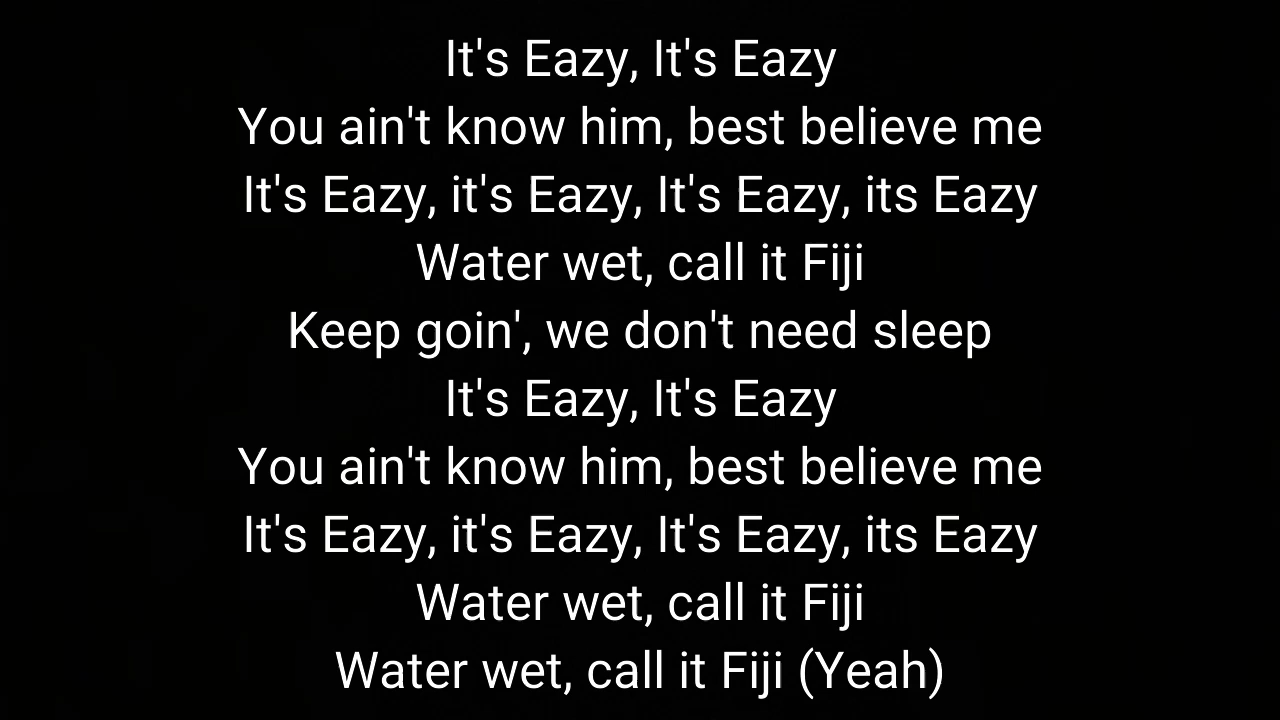 It's Eazy, It's Eazy
You ain't know him, best believe me
It's Eazy, it's Eazy, It's Eazy, its Eazy
Water wet, call it Fiji
Keep goin', we don't need sleep
It's Eazy, It's Eazy
You ain't know him, best believe me
It's Eazy, it's Eazy, It's Eazy, its Eazy
Water wet, call it Fiji
Water wet, call it Fiji (Yeah)